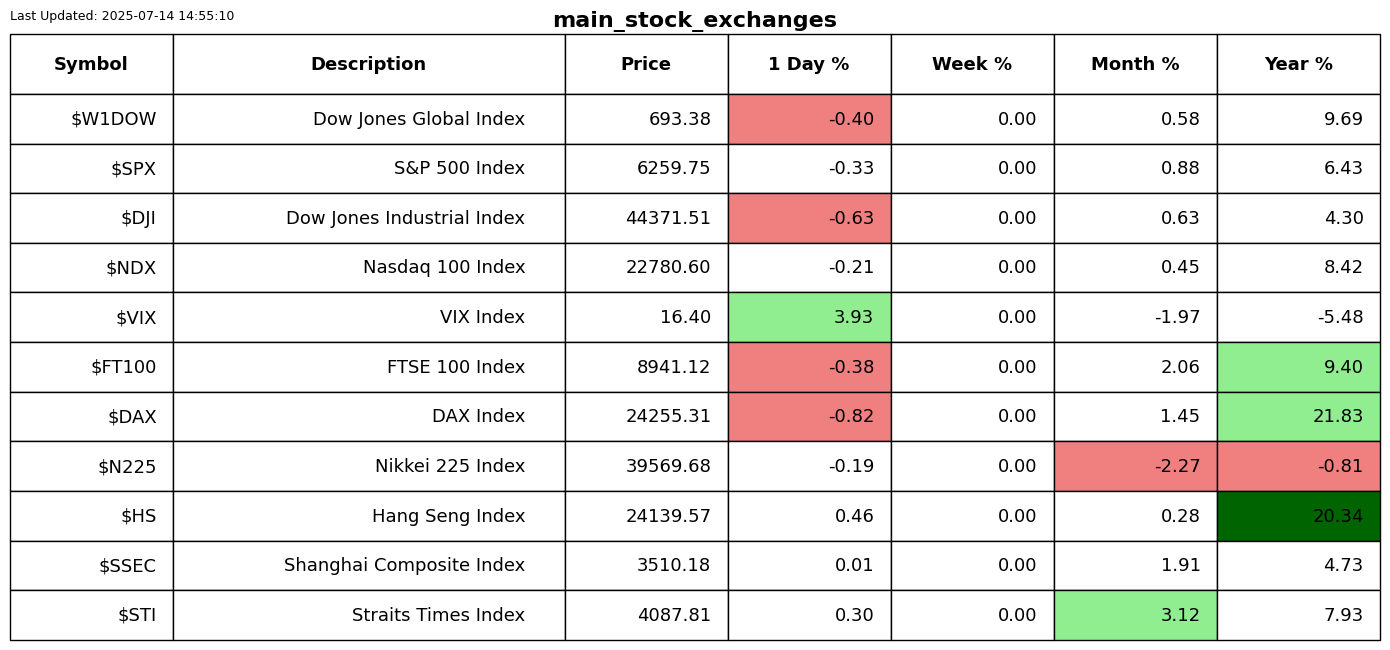 Last Updated: 2025-07-14 14:55:10
main_stock_exchanges
Symbol Description Price 1 Day % Week % Month % Year %
$W1DOW Dow Jones Global Index 693.38 -0.40 0.00 0.58 9.69
$SPX S&P 500 Index 6259.75 -0.33 0.00 0.88 6.43
$DJI Dow Jones Industrial Index 44371.51 -0.63 0.00 0.63 4.30
$NDX Nasdaq 100 Index 22780.60 -0.21 0.00 0.45 8.42
$VIX VIX Index 16.40 3.93 0.00 -1.97 -5.48
$FT100 FTSE 100 Index 8941.12 -0.38 0.00 2.06 9.40
$DAX DAX Index 24255.31 -0.82 0.00 1.45 21.83
$N225 Nikkei 225 Index 39569.68 -0.19 0.00 -2.27 -0.81
$HS Hang Seng Index 24139.57 0.46 0.00 0.28 20.34
$SSEC Shanghai Composite Index 3510.18 0.01 0.00 1.91 4.73
$STI Straits Times Index 4087.81 0.30 0.00 3.12 7.93